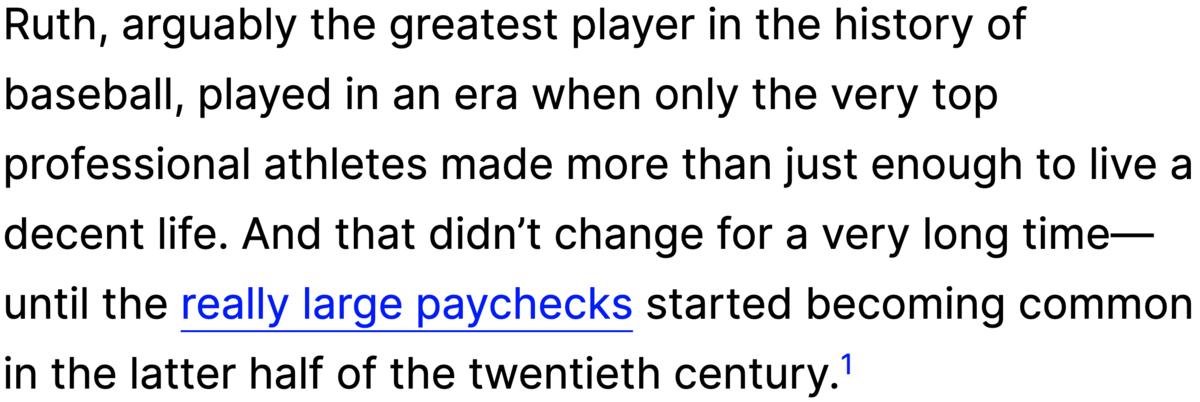 Ruth, arguably the greatest player in the history of
baseball, played in an era when only the very top
professional athletes made more than just enough to live a
decent life. And that didn’t change for a very long time—
until the really large paychecks started becoming common
in the latter half of the twentieth century.1